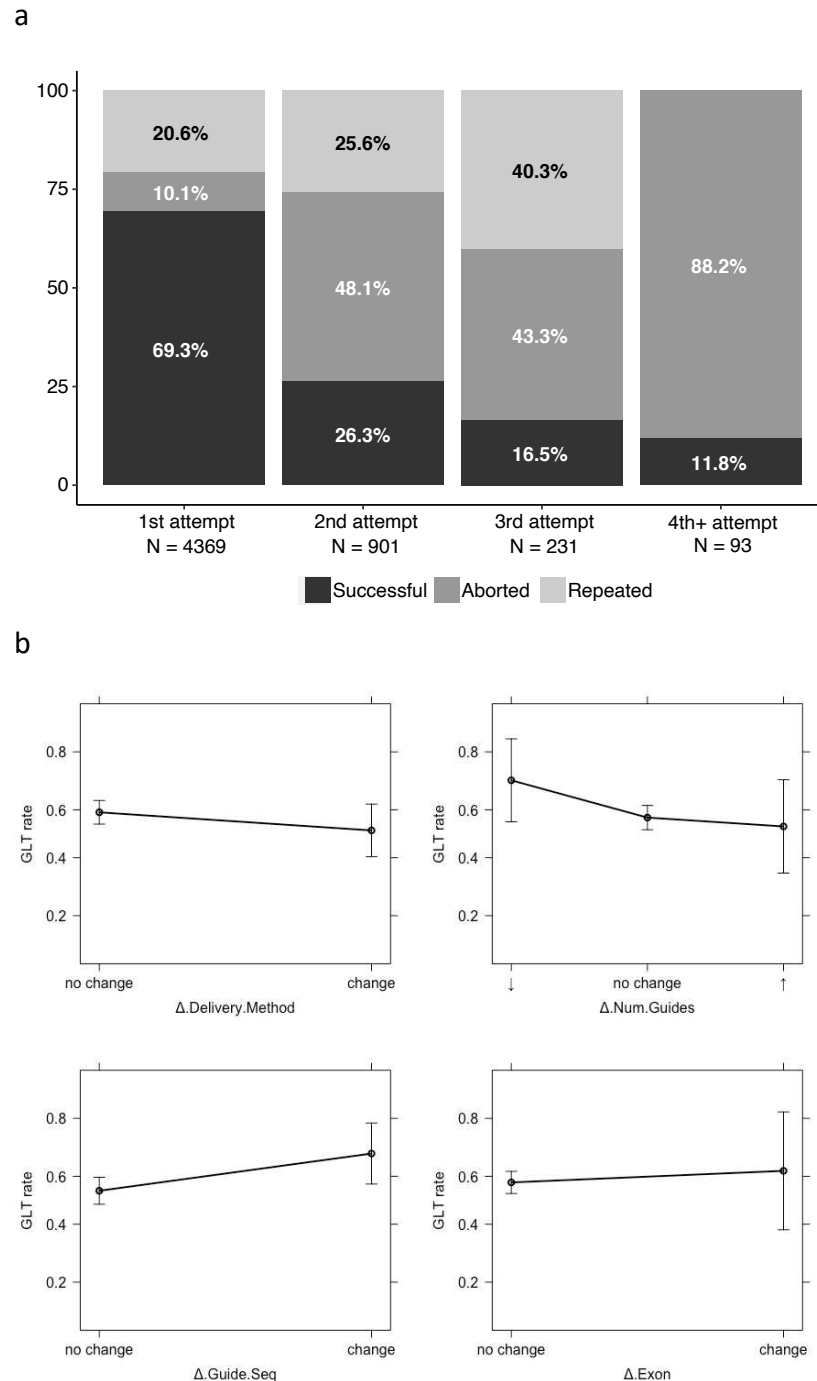 a
100
75
50
25
0
20.6%
10.1%
69.3%
25.6%
48.1%
26.3%
40.3%
43.3%
16.5%
88.2%
11.8%
1st attempt
N = 4369
2nd attempt
N = 901
3rd attempt
N = 231
4th+ attempt
N = 93
Successful Aborted Repeated
b
GLT rate
0.8
0.6
0.4
0.2
no change change
Δ.Delivery.Method
GLT rate
0.8
0.6
0.4
0.2
↓ no change ↑
Δ.Num.Guides
GLT rate
0.8
0.6
0.4
0.2
no change change
Δ.Guide.Seq
GLT rate
0.8
0.6
0.4
0.2
no change change
Δ.Exon